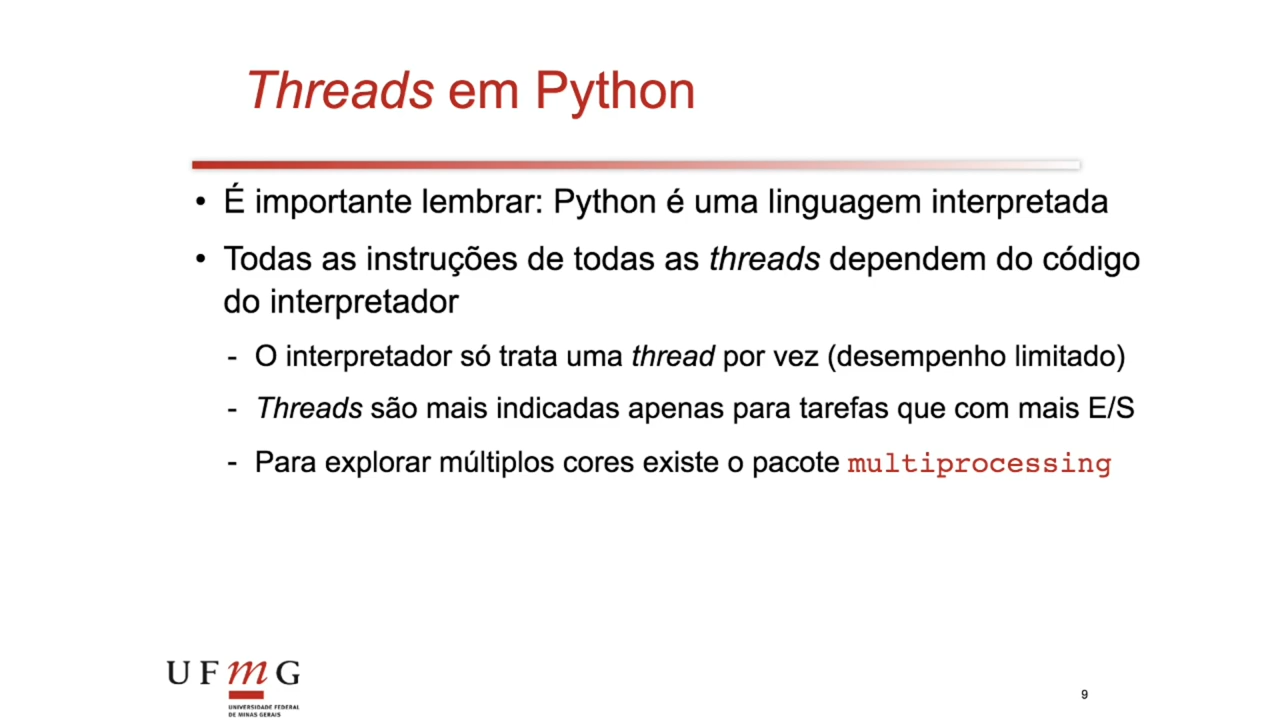 Threads em Python
• É importante lembrar: Python é uma linguagem interpretada
• Todas as instruções de todas as threads dependem do código
do interpretador
- O interpretador só trata uma thread por vez (desempenho limitado)
- Threads são mais indicadas apenas para tarefas que com mais E/S
- Para explorar múltiplos cores existe o pacote multiprocessing
UFmG
UNIVERSIDADE FEDERAL
DE MINAS GERAIS
9